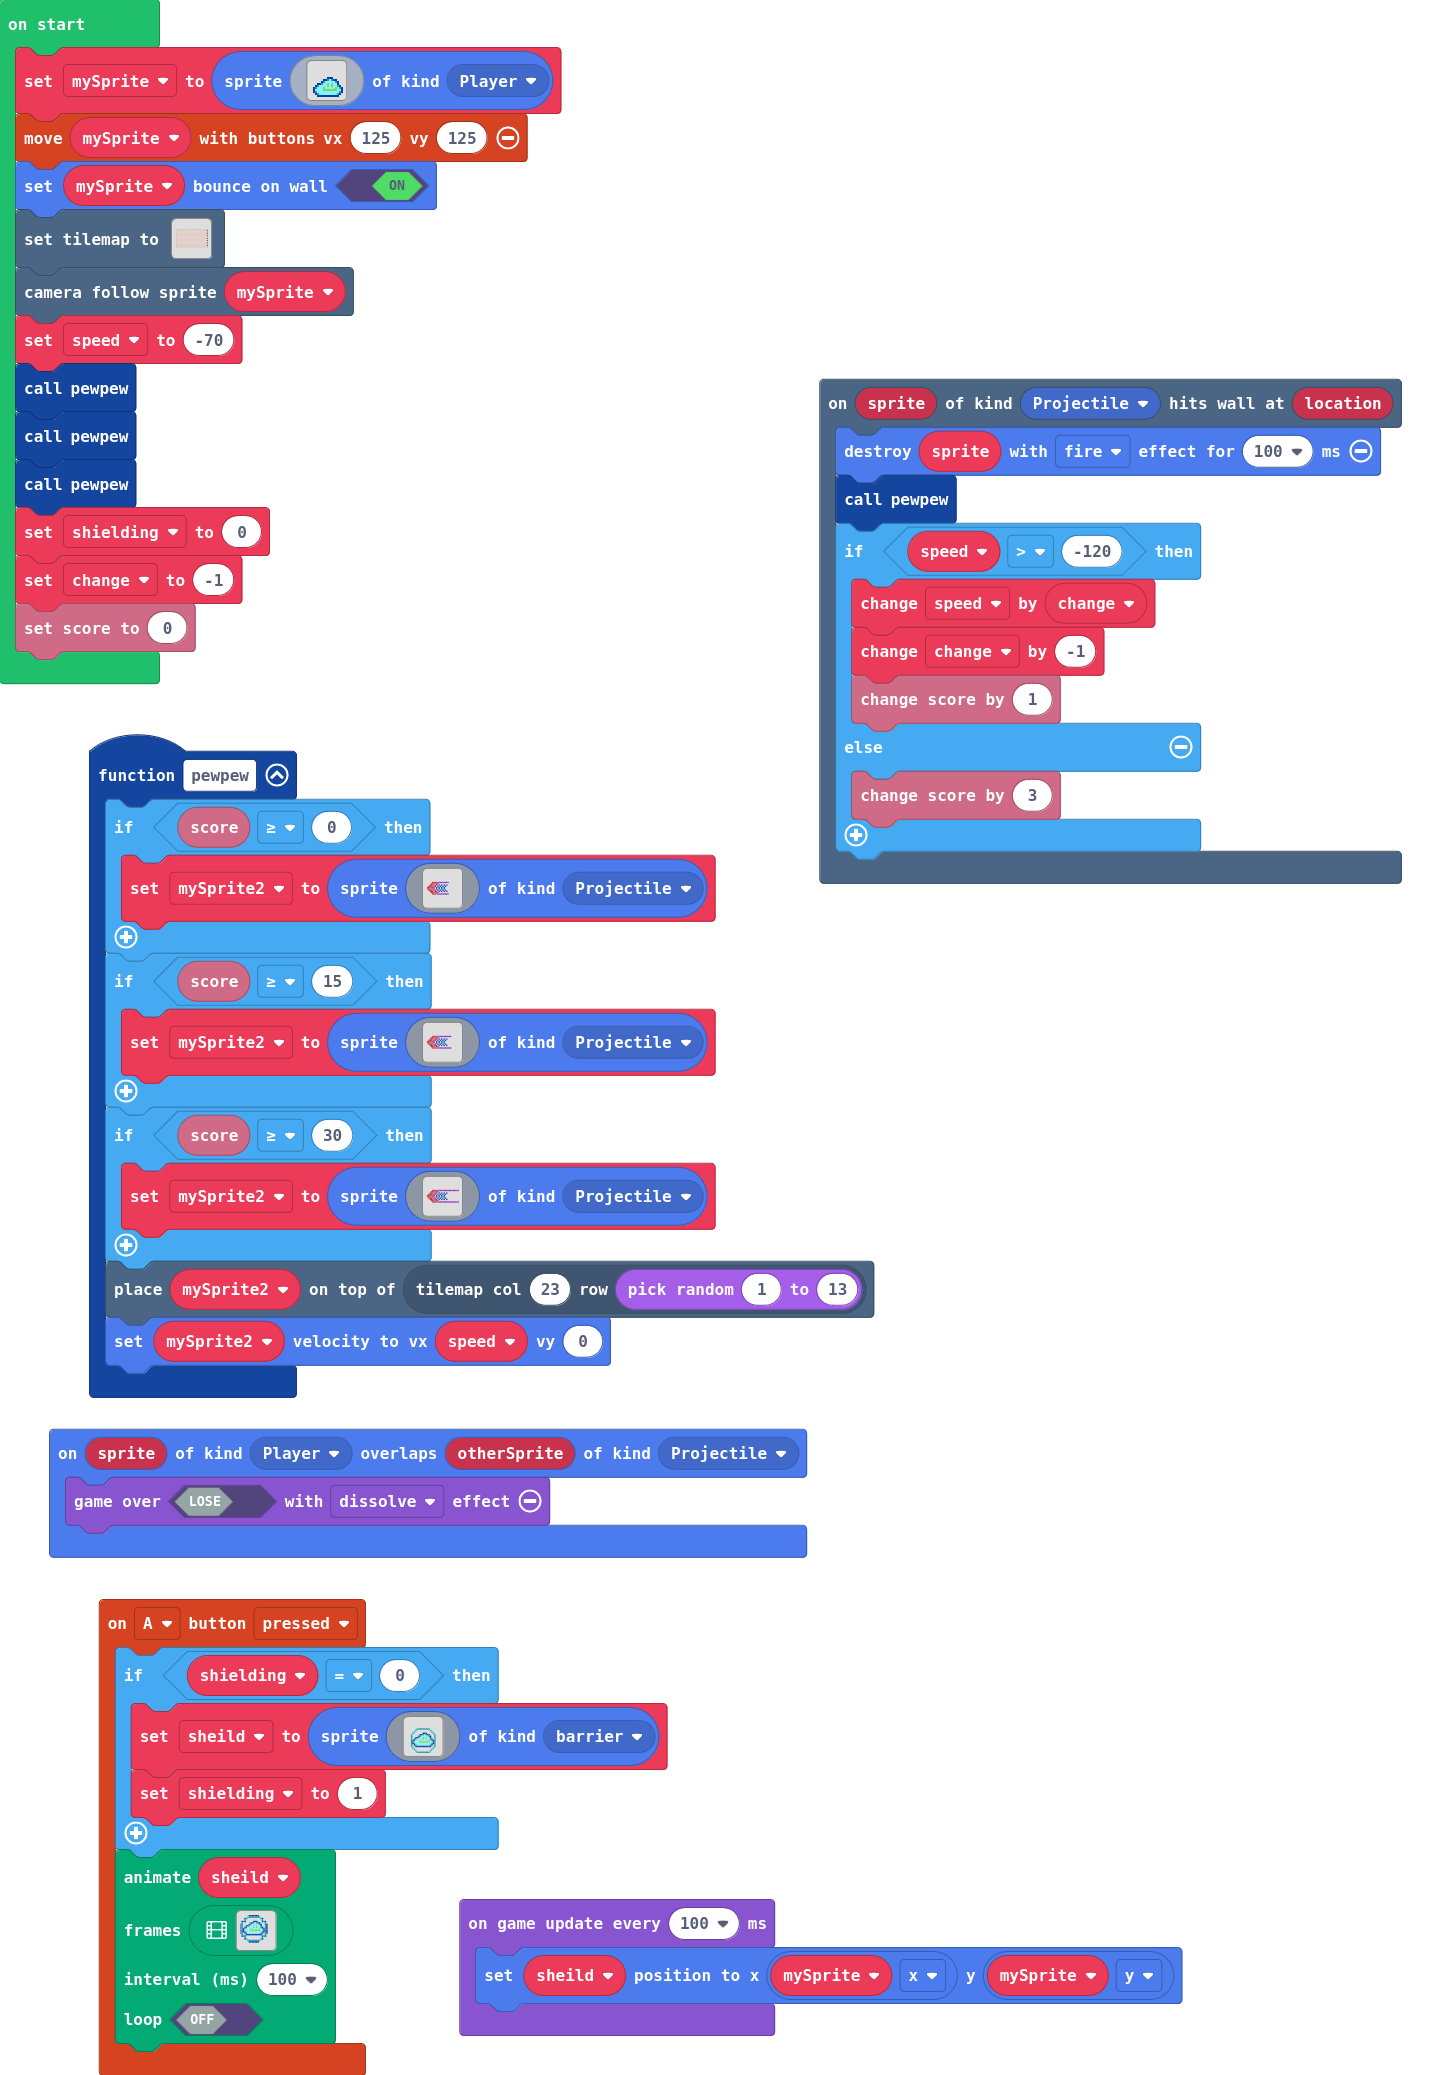 on start
set mySprite to sprite of kind Player
move mySprite with buttons vx 125 vy 125
set mySprite bounce on wall ON
set tilemap to
camera follow sprite mySprite
set speed to -70
call pewpew
call pewpew
call pewpew
set shielding to 0
set change to -1
set score to 0
on sprite of kind Projectile hits wall at location
destroy sprite with fire effect for 100 ms
call pewpew
if speed > -120 then
change speed by change
change change by -1
change score by 1
else
change score by 3
function pewpew
if score ≥ 0 then
set mySprite2 to sprite of kind Projectile
if score ≥ 15 then
set mySprite2 to sprite of kind Projectile
if score ≥ 30 then
set mySprite2 to sprite of kind Projectile
place mySprite2 on top of tilemap col 23 row pick random 1 to 13
set mySprite2 velocity to vx speed vy 0
on sprite of kind Player overlaps otherSprite of kind Projectile
game over LOSE with dissolve effect
on A button pressed
if shielding = 0 then
set sheild to sprite of kind barrier
set shielding to 1
animate sheild
frames
interval (ms) 100
loop OFF
on game update every 100 ms
set sheild position to x mySprite x y mySprite y